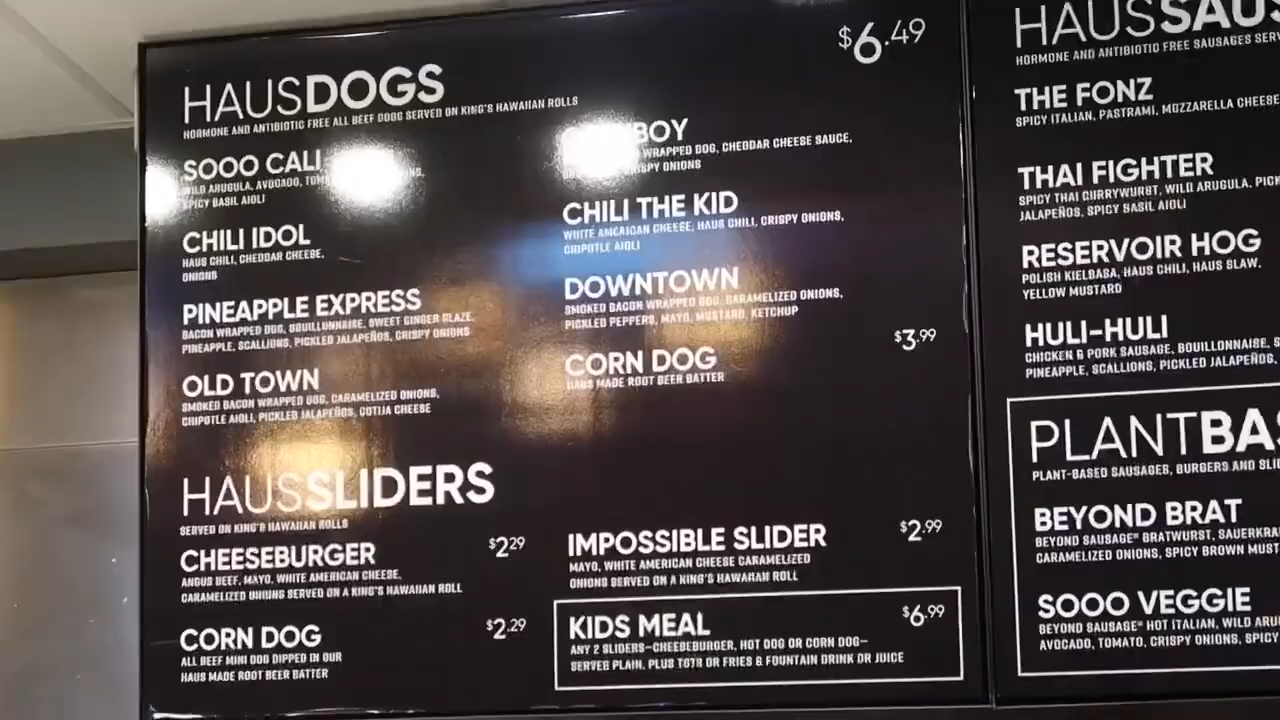 $6.49
HAUSDOGS
HORMONE AND ANTIBIOTIC FREE ALL BEEF DOGS SERVED ON KING'S HAWAIIAN ROLLS
SOOO CALI
WILD ARUGULA, AVOCADO,
SPICY BASIL AIOLI
CHILI IDOL
HAUS CHILI, CHEDDAR CHEESE,
ONIONS
PINEAPPLE EXPRESS
BACON WRAPPED DOG, BOUILLONNAISE, SWEET GINGER GLAZE,
PINEAPPLE, SCALLIONS, PICKLED JALAPEÑOS, CRISPY ONIONS
OLD TOWN
SMOKED BACON WRAPPED DOG, CARAMELIZED ONIONS,
CHIPOTLE AIOLI, PICKLED JALAPEÑOS, COTIJA CHEESE
BOY
WRAPPED DOG, CHEDDAR CHEESE SAUCE,
CRISPY ONIONS
CHILI THE KID
WHITE AMERICAN CHEESE, HAUS CHILI, CRISPY ONIONS,
CHIPOTLE AIOLI
DOWNTOWN
SMOKED BACON WRAPPED DOG, CARAMELIZED ONIONS,
PICKLED PEPPERS, MAYO, MUSTARD, KETCHUP
CORN DOG
$3.99
HAUS MADE ROOT BEER BATTER
HAUSSLIDERS
SERVED ON KING'S HAWAIIAN ROLLS
CHEESEBURGER
$2.29
ANGUS BEEF, MAYO, WHITE AMERICAN CHEESE,
CARAMELIZED ONIONS SERVED ON A KING'S HAWAIIAN ROLL
CORN DOG
$2.29
ALL BEEF MINI DOG DIPPED IN OUR
HAUS MADE ROOT BEER BATTER
IMPOSSIBLE SLIDER
$2.99
MAYO, WHITE AMERICAN CHEESE CARAMELIZED
ONIONS SERVED ON A KING'S HAWAIIAN ROLL
KIDS MEAL
$6.99
ANY 2 SLIDERS-CHEESEBURGER, HOT DOG OR CORN DOG-
SERVED PLAIN, PLUS TOTS OR FRIES & FOUNTAIN DRINK OR JUICE
HAUSSAUS
HORMONE AND ANTIBIOTIC FREE SAUSAGES SERV
THE FONZ
SPICY ITALIAN, PASTRAMI, MOZZARELLA CHEESE
THAI FIGHTER
SPICY THAI CURRYWURST, WILD ARUGULA, PICK
JALAPEÑOS, SPICY BASIL AIOLI
RESERVOIR HOG
POLISH KIELBASA, HAUS CHILI, HAUS SLAW,
YELLOW MUSTARD
HULI-HULI
CHICKEN & PORK SAUSAGE, BOUILLONNAISE, S
PINEAPPLE, SCALLIONS, PICKLED JALAPEÑOS,
PLANTBAS
PLANT-BASED SAUSAGES, BURGERS AND SLI
BEYOND BRAT
BEYOND SAUSAGE® BRATWURST, SAUERKRA
CARAMELIZED ONIONS, SPICY BROWN MUST
SOOO VEGGIE
BEYOND SAUSAGE® HOT ITALIAN, WILD ARU
AVOCADO, TOMATO, CRISPY ONIONS, SPICY